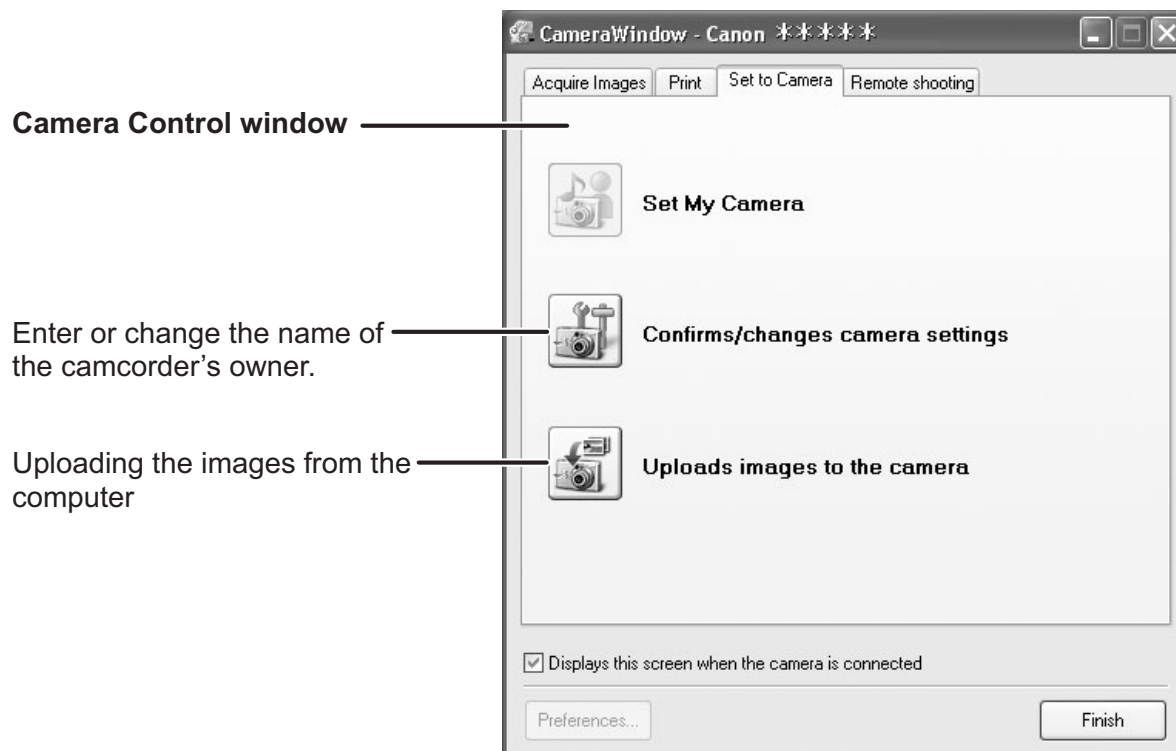 CameraWindow - Canon *****
Acquire Images Print Set to Camera Remote shooting
Camera Control window
Set My Camera
Enter or change the name of
the camcorder's owner.
Confirms/changes camera settings
Uploading the images from the
computer
Uploads images to the camera
Displays this screen when the camera is connected
Preferences... Finish